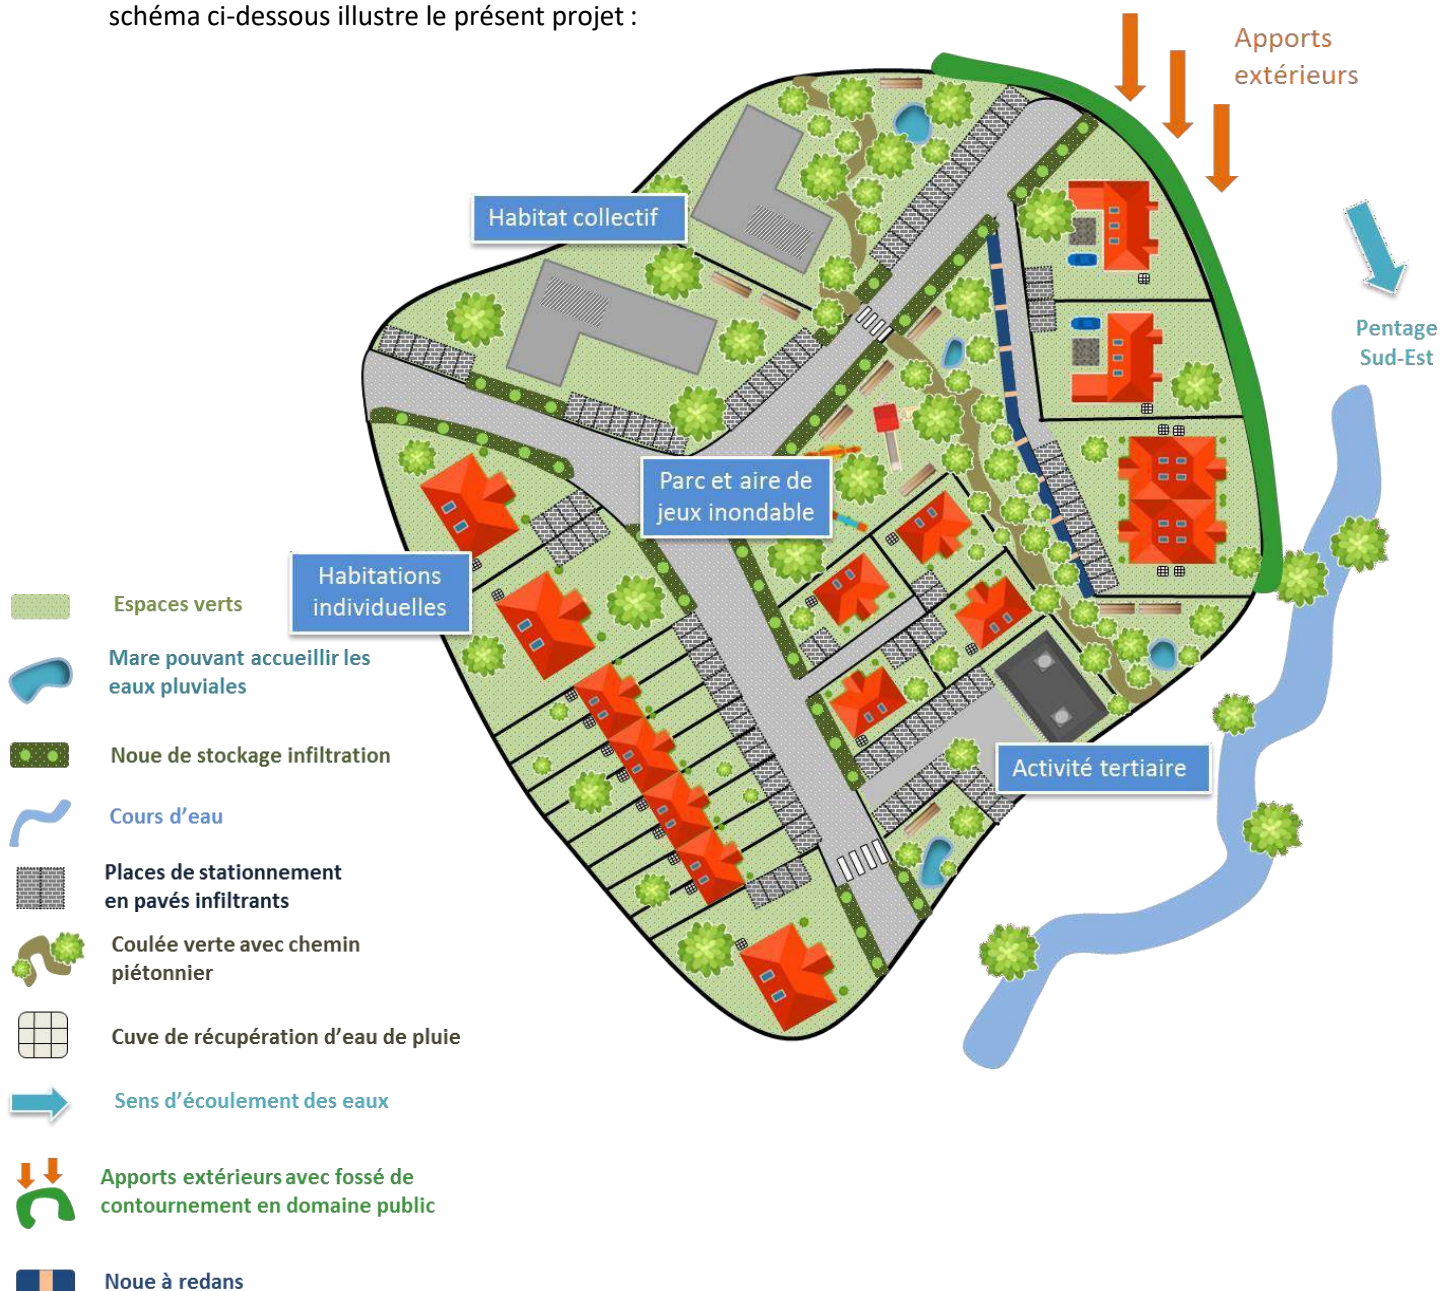 schéma ci-dessous illustre le présent projet :
Apports
extérieurs
Habitat collectif
Pentage
Sud-Est
Parc et aire de
jeux inondable
Habitations
individuelles
Activité tertiaire
Espaces verts
Mare pouvant accueillir les
eaux pluviales
Noue de stockage infiltration
Cours d’eau
Places de stationnement
en pavés infiltrants
Coulée verte avec chemin
piétonnier
Cuve de récupération d’eau de pluie
Sens d’écoulement des eaux
Apports extérieurs avec fossé de
contournement en domaine public
Noue à redans